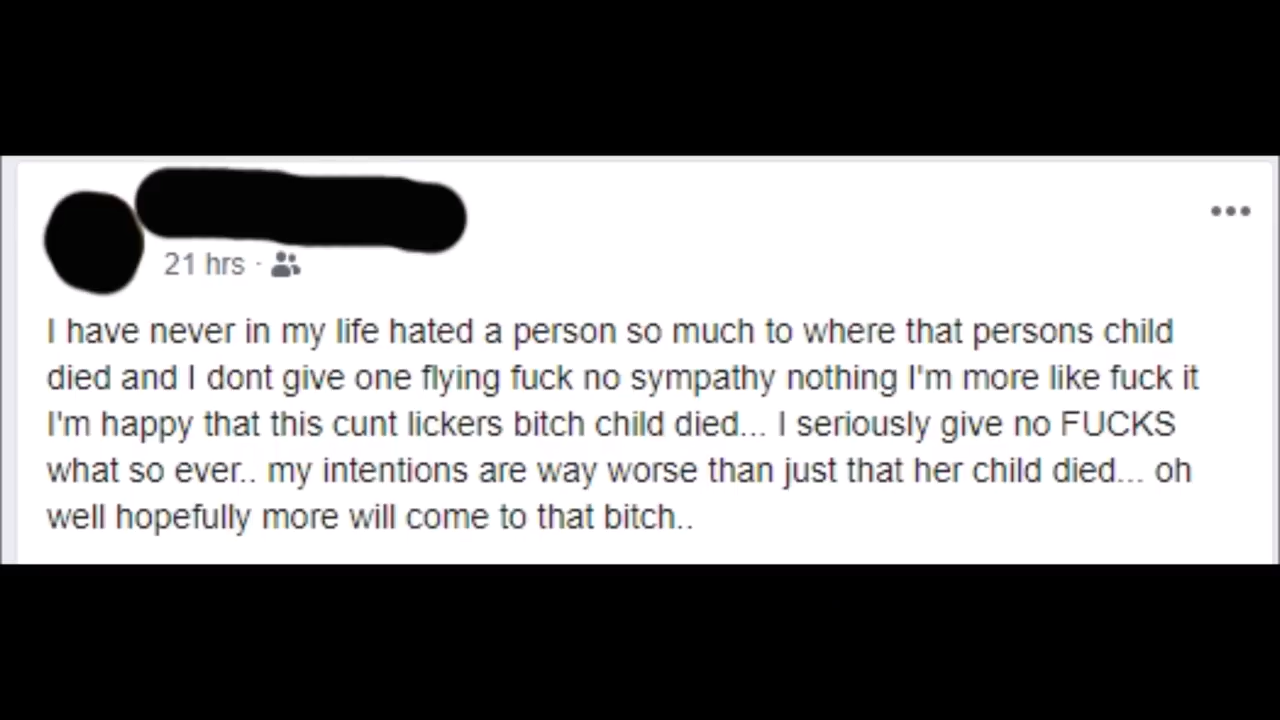 21 hrs ·
I have never in my life hated a person so much to where that persons child
died and I dont give one flying fuck no sympathy nothing I'm more like fuck it
I'm happy that this cunt lickers bitch child died... I seriously give no FUCKS
what so ever.. my intentions are way worse than just that her child died... oh
well hopefully more will come to that bitch..